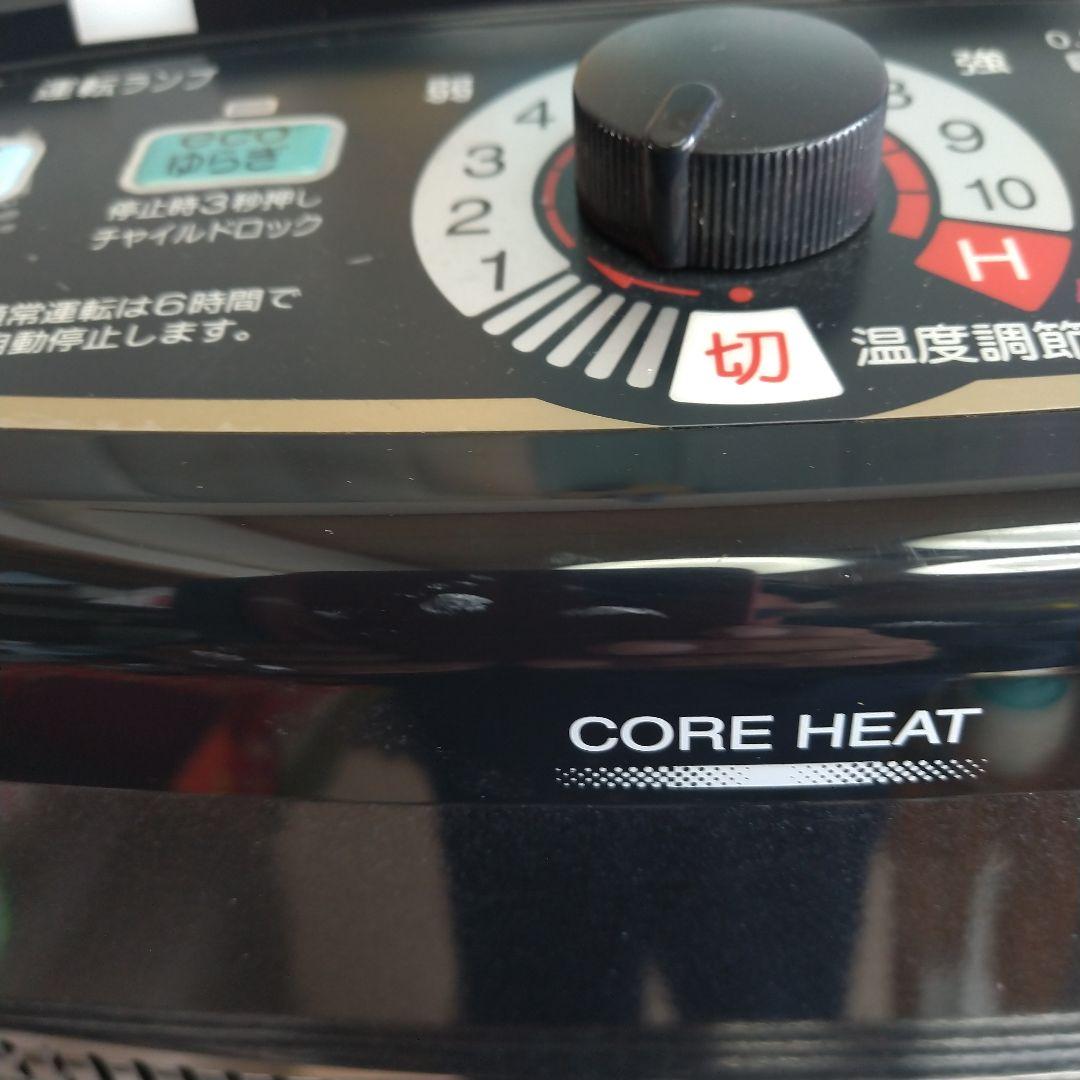 運転ランプ
eco
ゆらぎ
停止時3秒押し
チャイルドロック
常運転は6時間で
自動停止します。
弱
強
4
3
2
1
8
9
10
H
切
温度調節
CORE HEAT